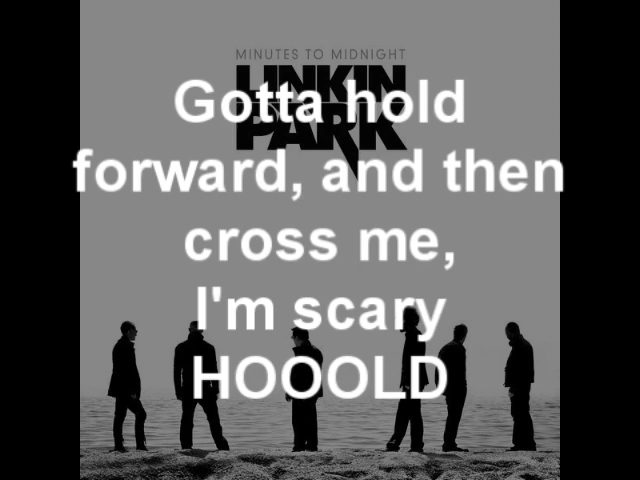 MINUTES TO MIDNIGHT
LINKIN
PARK
Gotta hold
forward, and then
cross me,
I'm scary
HOOOLD